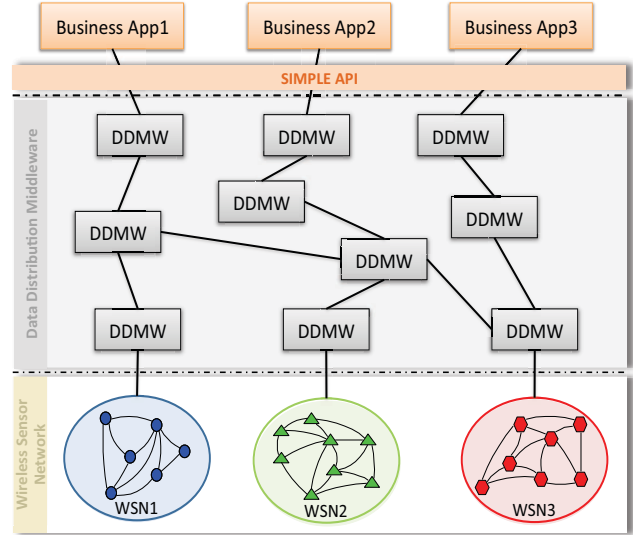 Business App1
Business App2
Business App3
SIMPLE API
Data Distribution Middleware
DDMW
DDMW
DDMW
DDMW
DDMW
DDMW
DDMW
DDMW
DDMW
DDMW
Wireless Sensor
Network
WSN1
WSN2
WSN3